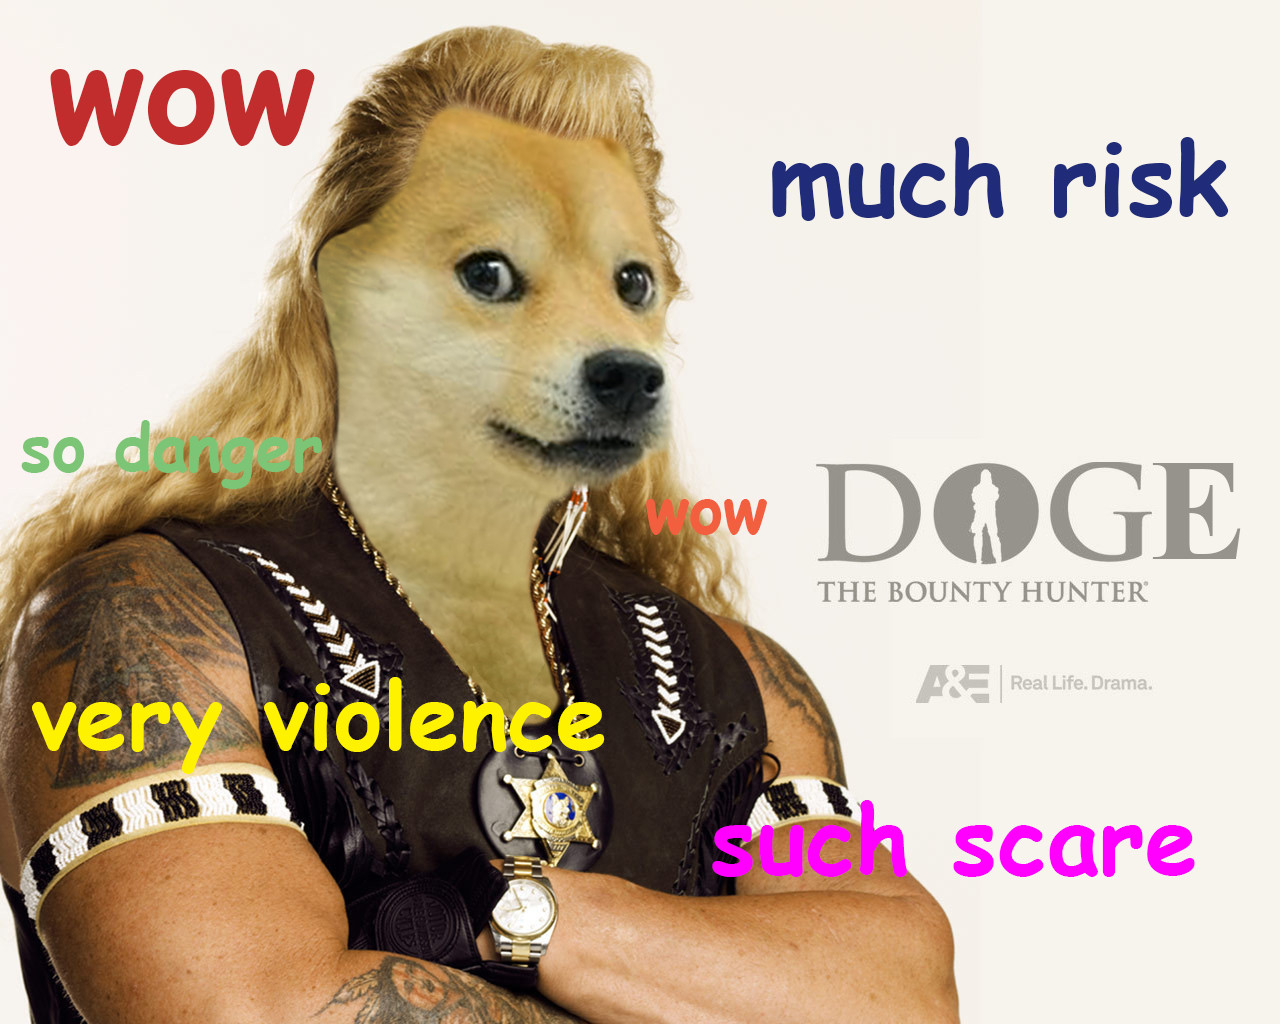 wow
much risk
so danger
wow
DOGE
THE BOUNTY HUNTER®
A&E | Real Life. Drama.
very violence
such scare